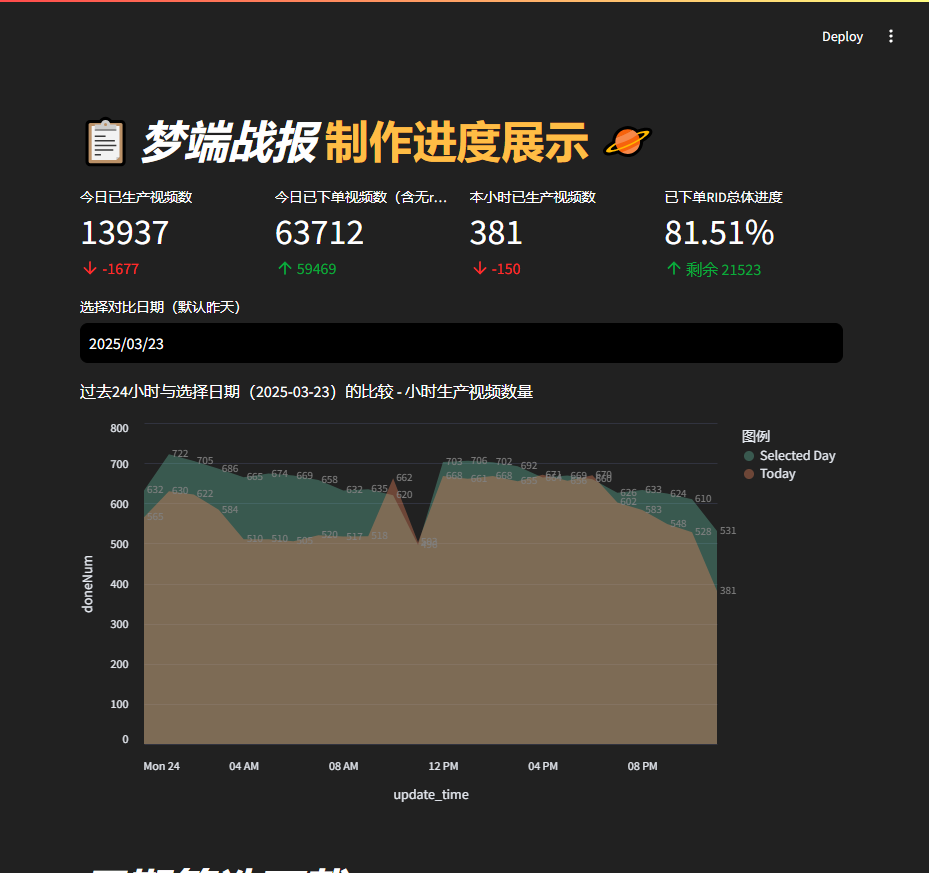 Deploy
梦端战报 制作进度展示
今日已生产视频数
13937
-1677
今日已下单视频数（含无r...
63712
59469
本小时已生产视频数
381
-150
已下单RID总体进度
81.51%
剩余 21523
选择对比日期（默认昨天）
2025/03/23
过去24小时与选择日期（2025-03-23）的比较 - 小时生产视频数量
图例
Selected Day
Today
doneNum
800
700
600
500
400
300
200
100
0
632 722 705 686 665 674 669 658 632 635 620
703 706 702 692
626 633 624 610 531
565 630 622 584 510 510 505 520 517 518 662
668 661 668
671 669 670
602 583 548 528 381
Mon 24 04 AM 08 AM 12 PM 04 PM 08 PM
update_time